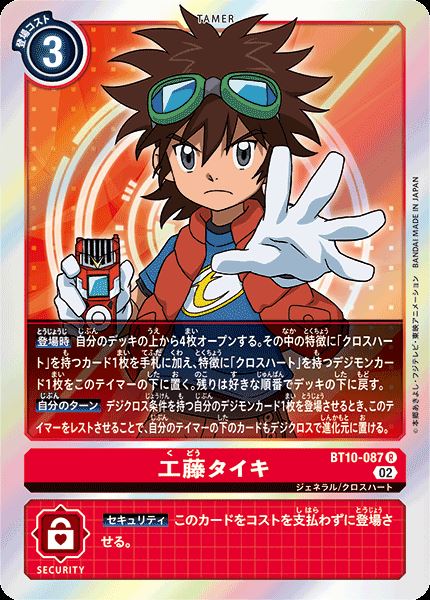 TAMER
登場コスト
3
登場時 自分のデッキの上から4枚オープンする。その中の特徴に「クロスハー
ト」を持つカード1枚を手札に加え、特徴に「クロスハート」を持つデジモンカー
ド1枚をこのテイマーの下に置く。残りは好きな順番でデッキの下に戻す。
自分のターン デジクロス条件を持つ自分のデジモンカード1枚を登場させるとき、このテ
イマーをレストさせることで、自分のテイマーの下のカードもデジクロスで進化元に置ける。
©本郷あきよし・フジテレビ・東映アニメーション BANDAI MADE IN JAPAN
工藤タイキ
BT10-087 R
02
ジェネラル/クロスハート
セキュリティ このカードをコストを支払わずに登場さ
せる。
SECURITY